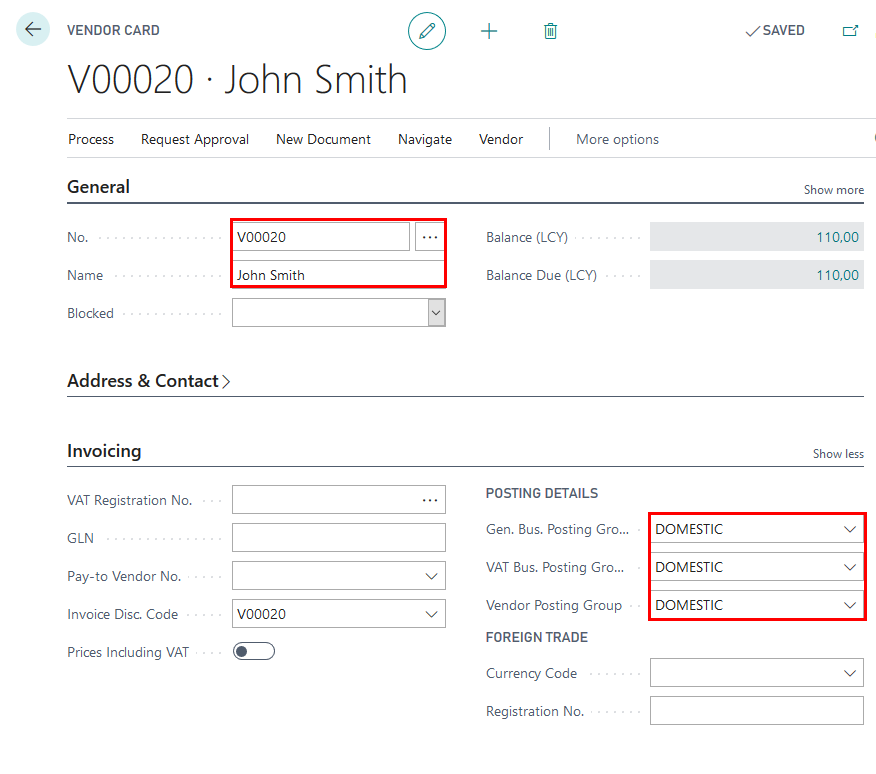 VENDOR CARD
SAVED
V00020 · John Smith
Process Request Approval New Document Navigate Vendor More options
General Show more
No. V00020 ... Balance (LCY) 110,00
Name John Smith Balance Due (LCY) 110,00
Blocked
Address & Contact
Invoicing Show less
VAT Registration No. ... POSTING DETAILS
GLN Gen. Bus. Posting Gro... DOMESTIC
Pay-to Vendor No. VAT Bus. Posting Gro... DOMESTIC
Invoice Disc. Code V00020 Vendor Posting Group DOMESTIC
Prices Including VAT FOREIGN TRADE
Currency Code
Registration No.